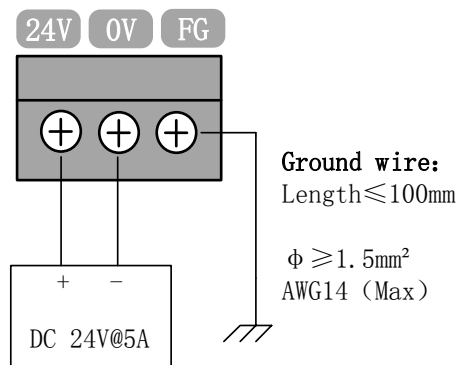 24V 0V FG
Ground wire:
Length≤100mm
φ≥1.5mm²
AWG14 (Max)
+ −
DC 24V@5A